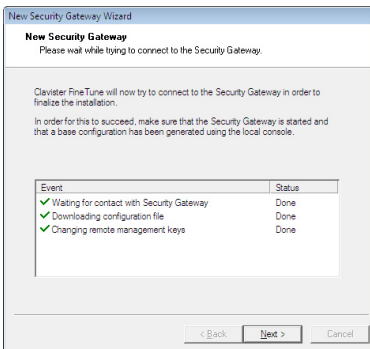 New Security Gateway Wizard
New Security Gateway
Please wait while trying to connect to the Security Gateway.
Clavister FineTune will now try to connect to the Security Gateway in order to
finalize the installation.
In order for this to succeed, make sure that the Security Gateway is started and
that a base configuration has been generated using the local console.
Event Status
Waiting for contact with Security Gateway Done
Downloading configuration file Done
Changing remote management keys Done
< Back Next > Cancel